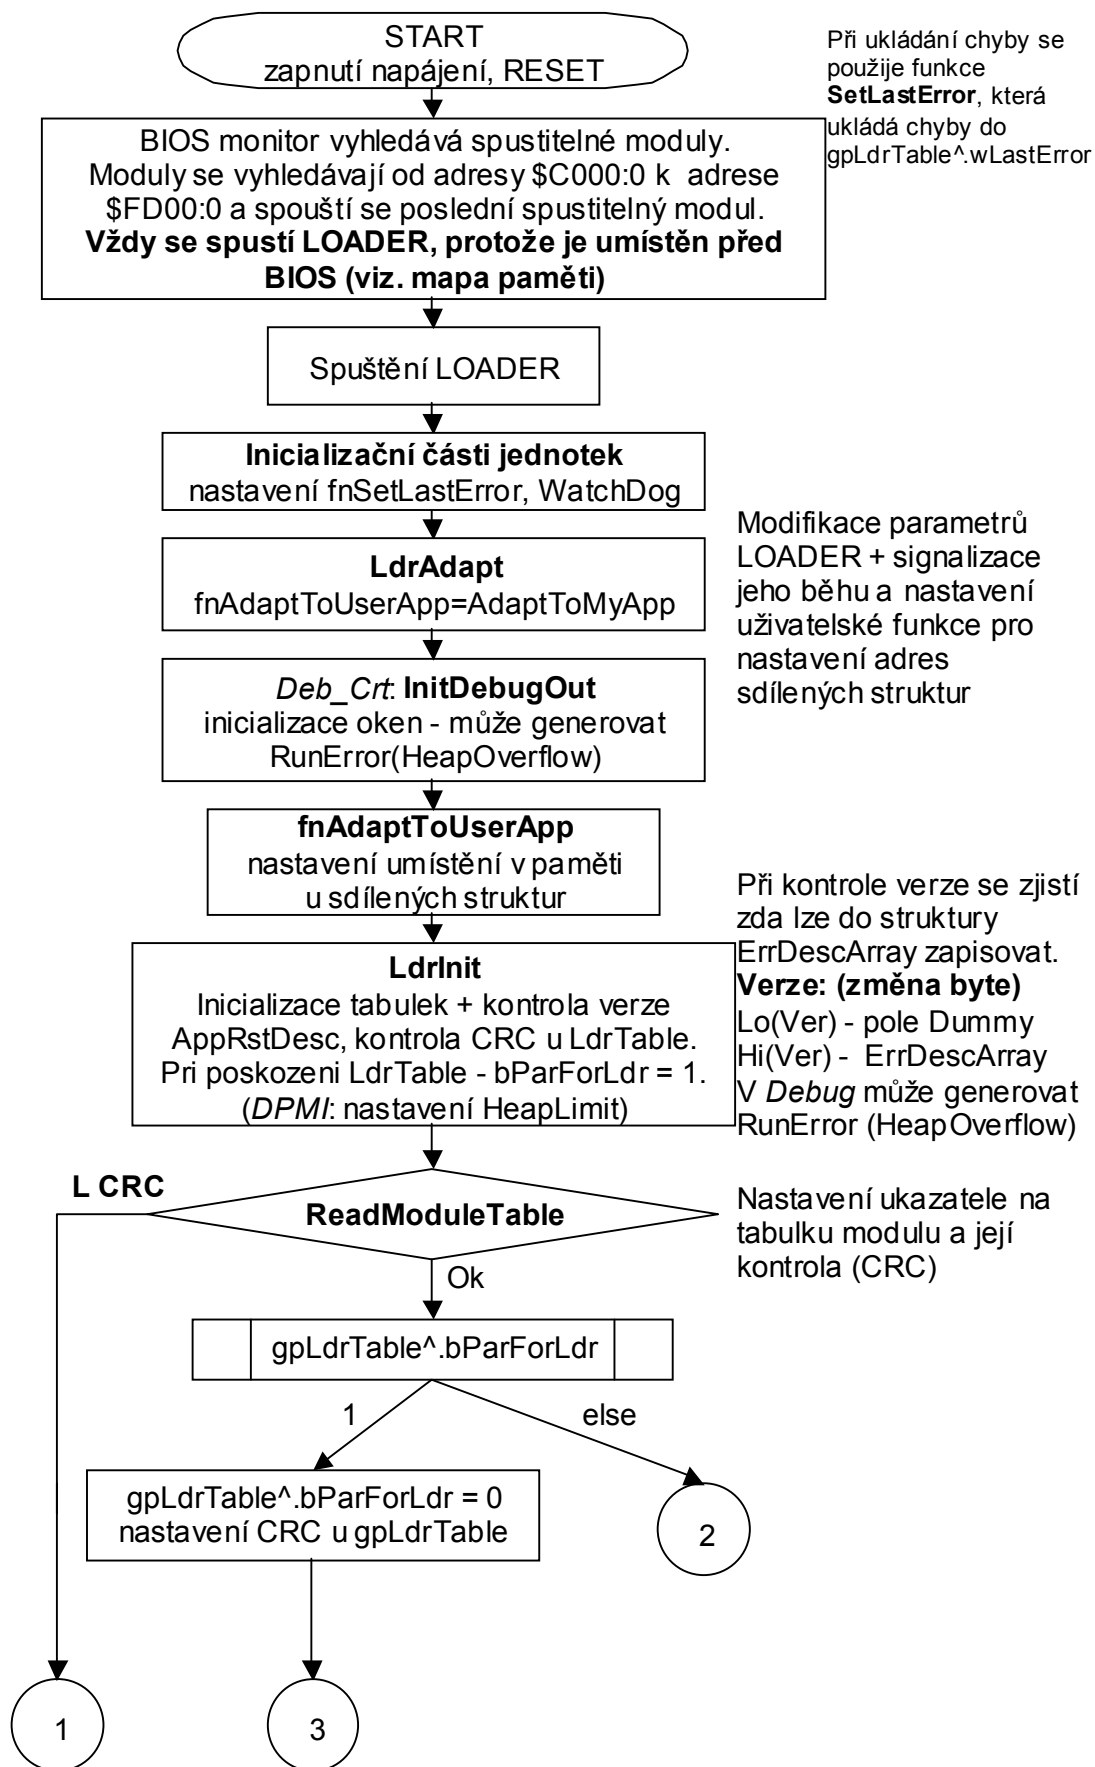 START
zapnutí napájení, RESET
Při ukládání chyby se
použije funkce
SetLastError, která
ukládá chyby do
gpLdrTable^.wLastError
BIOS monitor vyhledává spustitelné moduly.
Moduly se vyhledávají od adresy $C000:0 k adrese
$FD00:0 a spouští se poslední spustitelný modul.
Vždy se spustí LOADER, protože je umístěn před
BIOS (viz. mapa paměti)
Spuštění LOADER
Inicializační části jednotek
nastavení fnSetLastError, WatchDog
LdrAdapt
fnAdaptToUserApp=AdaptToMyApp
Modifikace parametrů
LOADER + signalizace
jeho běhu a nastavení
uživatelské funkce pro
nastavení adres
sdílených struktur
Deb_Crt: InitDebugOut
inicializace oken - může generovat
RunError(HeapOverflow)
fnAdaptToUserApp
nastavení umístění v paměti
u sdílených struktur
LdrInit
Inicializace tabulek + kontrola verze
AppRstDesc, kontrola CRC u LdrTable.
Pri poskozeni LdrTable - bParForLdr = 1.
(DPMI: nastavení HeapLimit)
Při kontrole verze se zjistí
zda lze do struktury
ErrDescArray zapisovat.
Verze: (změna byte)
Lo(Ver) - pole Dummy
Hi(Ver) - ErrDescArray
V Debug může generovat
RunError (HeapOverflow)
L CRC
ReadModuleTable
Nastavení ukazatele na
tabulku modulu a její
kontrola (CRC)
Ok
gpLdrTable^.bParForLdr
1
else
gpLdrTable^.bParForLdr = 0
nastavení CRC u gpLdrTable
2
1
3